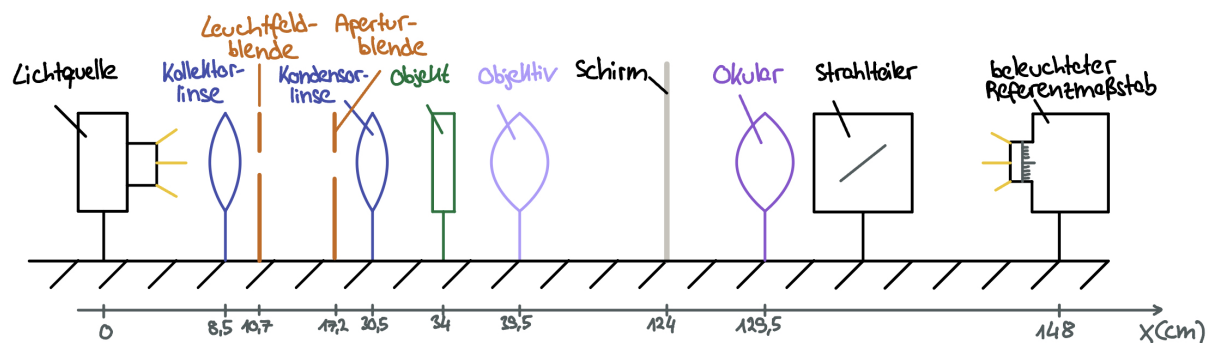 Lichtquelle
Kollektor-
linse
Leuchtfeld-
blende
Kondensor-
linse
Apertur-
blende
Objekt
Objektiv
Schirm
Okular
Strahlteiler
beleuchteter
Referenzmaßstab
0
8,5
10,7
17,2
30,5
34
39,5
124
129,5
148
X(cm)